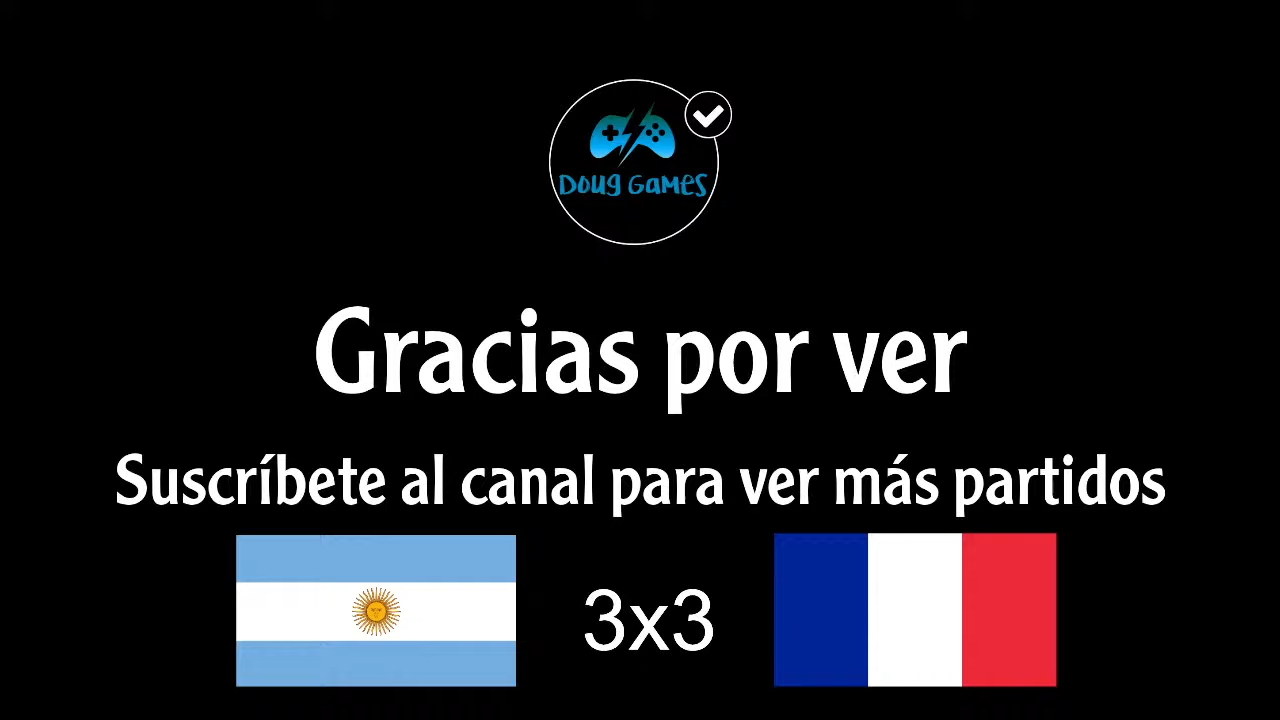 Doug Games
Gracias por ver
Suscríbete al canal para ver más partidos
3x3